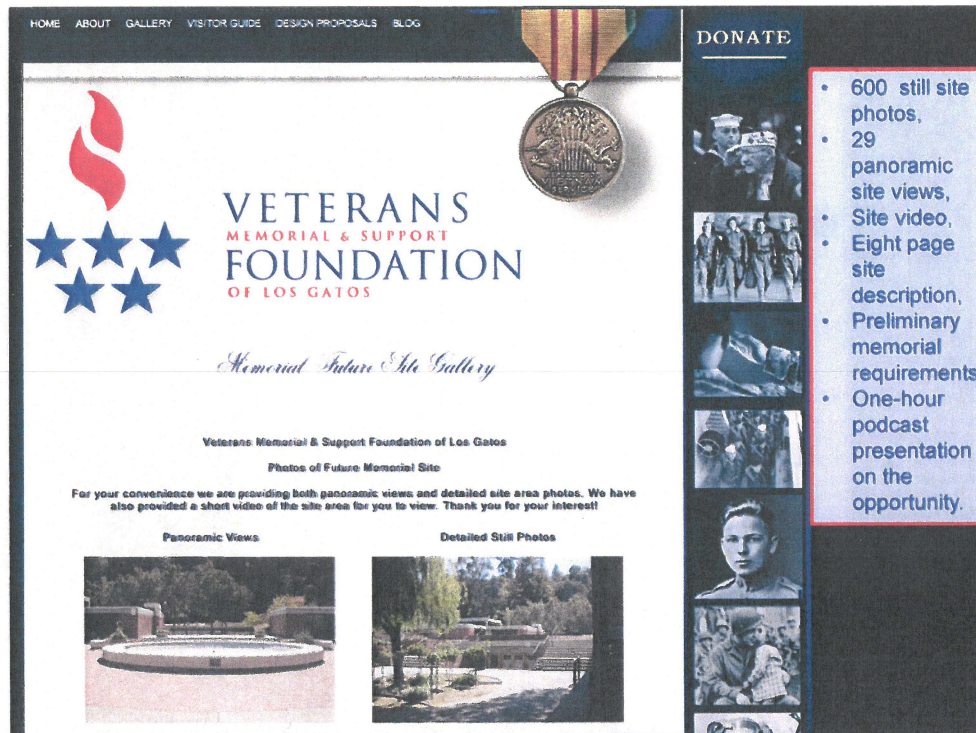 HOME ABOUT GALLERY VISITOR GUIDE DESIGN PROPOSALS BLOG
DONATE
VETERANS
MEMORIAL & SUPPORT
FOUNDATION
OF LOS GATOS
Memorial Future Site Gallery
Veterans Memorial & Support Foundation of Los Gatos
Photos of Future Memorial Site
For your convenience we are providing both panoramic views and detailed site area photos. We have
also provided a short video of the site area for you to view. Thank you for your interest!
Panoramic Views
Detailed Still Photos
• 600 still site
photos,
• 29
panoramic
site views,
• Site video,
• Eight page
site
description,
• Preliminary
memorial
requirements
• One-hour
podcast
presentation
on the
opportunity.